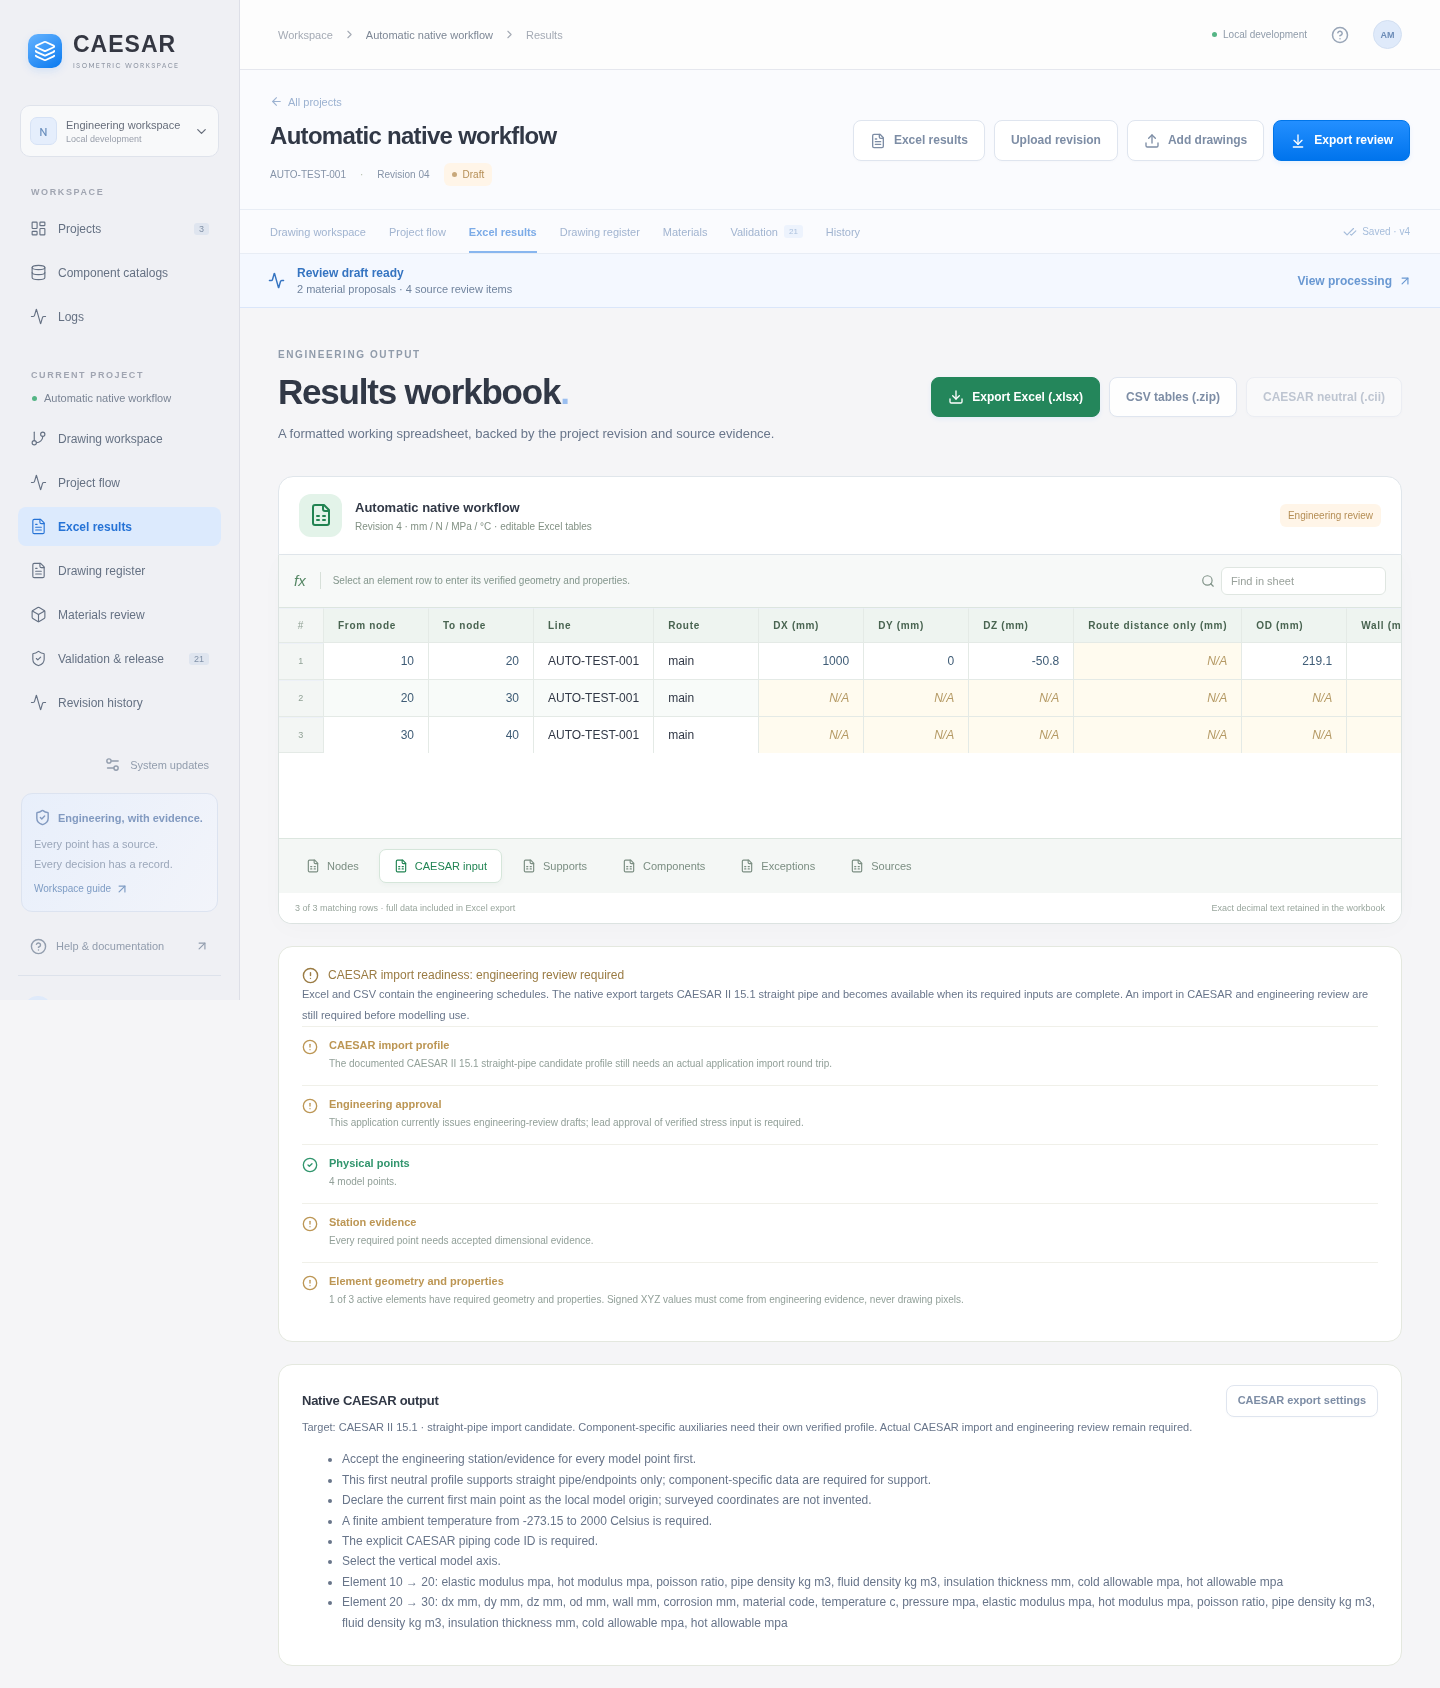 CAESAR
ISOMETRIC WORKSPACE
N
Engineering workspace
Local development
WORKSPACE
Projects 3
Component catalogs
Logs
CURRENT PROJECT
Automatic native workflow
Drawing workspace
Project flow
Excel results
Drawing register
Materials review
Validation & release 21
Revision history
System updates
Engineering, with evidence.
Every point has a source.
Every decision has a record.
Workspace guide
Help & documentation
Workspace Automatic native workflow Results
Local development AM
All projects
Automatic native workflow
AUTO-TEST-001 · Revision 04 Draft
Excel results Upload revision Add drawings Export review
Drawing workspace Project flow Excel results Drawing register Materials Validation 21 History
Saved · v4
Review draft ready
2 material proposals · 4 source review items
View processing
ENGINEERING OUTPUT
Results workbook.
A formatted working spreadsheet, backed by the project revision and source evidence.
Export Excel (.xlsx) CSV tables (.zip) CAESAR neutral (.cii)
Automatic native workflow
Revision 4 · mm / N / MPa / °C · editable Excel tables
Engineering review
fx Select an element row to enter its verified geometry and properties.
Find in sheet
# From node To node Line Route DX (mm) DY (mm) DZ (mm) Route distance only (mm) OD (mm) Wall (m
1 10 20 AUTO-TEST-001 main 1000 0 -50.8 N/A 219.1
2 20 30 AUTO-TEST-001 main N/A N/A N/A N/A N/A
3 30 40 AUTO-TEST-001 main N/A N/A N/A N/A N/A
Nodes CAESAR input Supports Components Exceptions Sources
3 of 3 matching rows · full data included in Excel export
Exact decimal text retained in the workbook
CAESAR import readiness: engineering review required
Excel and CSV contain the engineering schedules. The native export targets CAESAR II 15.1 straight pipe and becomes available when its required inputs are complete. An import in CAESAR and engineering review are
still required before modelling use.
CAESAR import profile
The documented CAESAR II 15.1 straight-pipe candidate profile still needs an actual application import round trip.
Engineering approval
This application currently issues engineering-review drafts; lead approval of verified stress input is required.
Physical points
4 model points.
Station evidence
Every required point needs accepted dimensional evidence.
Element geometry and properties
1 of 3 active elements have required geometry and properties. Signed XYZ values must come from engineering evidence, never drawing pixels.
Native CAESAR output
CAESAR export settings
Target: CAESAR II 15.1 · straight-pipe import candidate. Component-specific auxiliaries need their own verified profile. Actual CAESAR import and engineering review remain required.
• Accept the engineering station/evidence for every model point first.
• This first neutral profile supports straight pipe/endpoints only; component-specific data are required for support.
• Declare the current first main point as the local model origin; surveyed coordinates are not invented.
• A finite ambient temperature from -273.15 to 2000 Celsius is required.
• The explicit CAESAR piping code ID is required.
• Select the vertical model axis.
• Element 10 → 20: elastic modulus mpa, hot modulus mpa, poisson ratio, pipe density kg m3, fluid density kg m3, insulation thickness mm, cold allowable mpa, hot allowable mpa
• Element 20 → 30: dx mm, dy mm, dz mm, od mm, wall mm, corrosion mm, material code, temperature c, pressure mpa, elastic modulus mpa, hot modulus mpa, poisson ratio, pipe density kg m3,
fluid density kg m3, insulation thickness mm, cold allowable mpa, hot allowable mpa